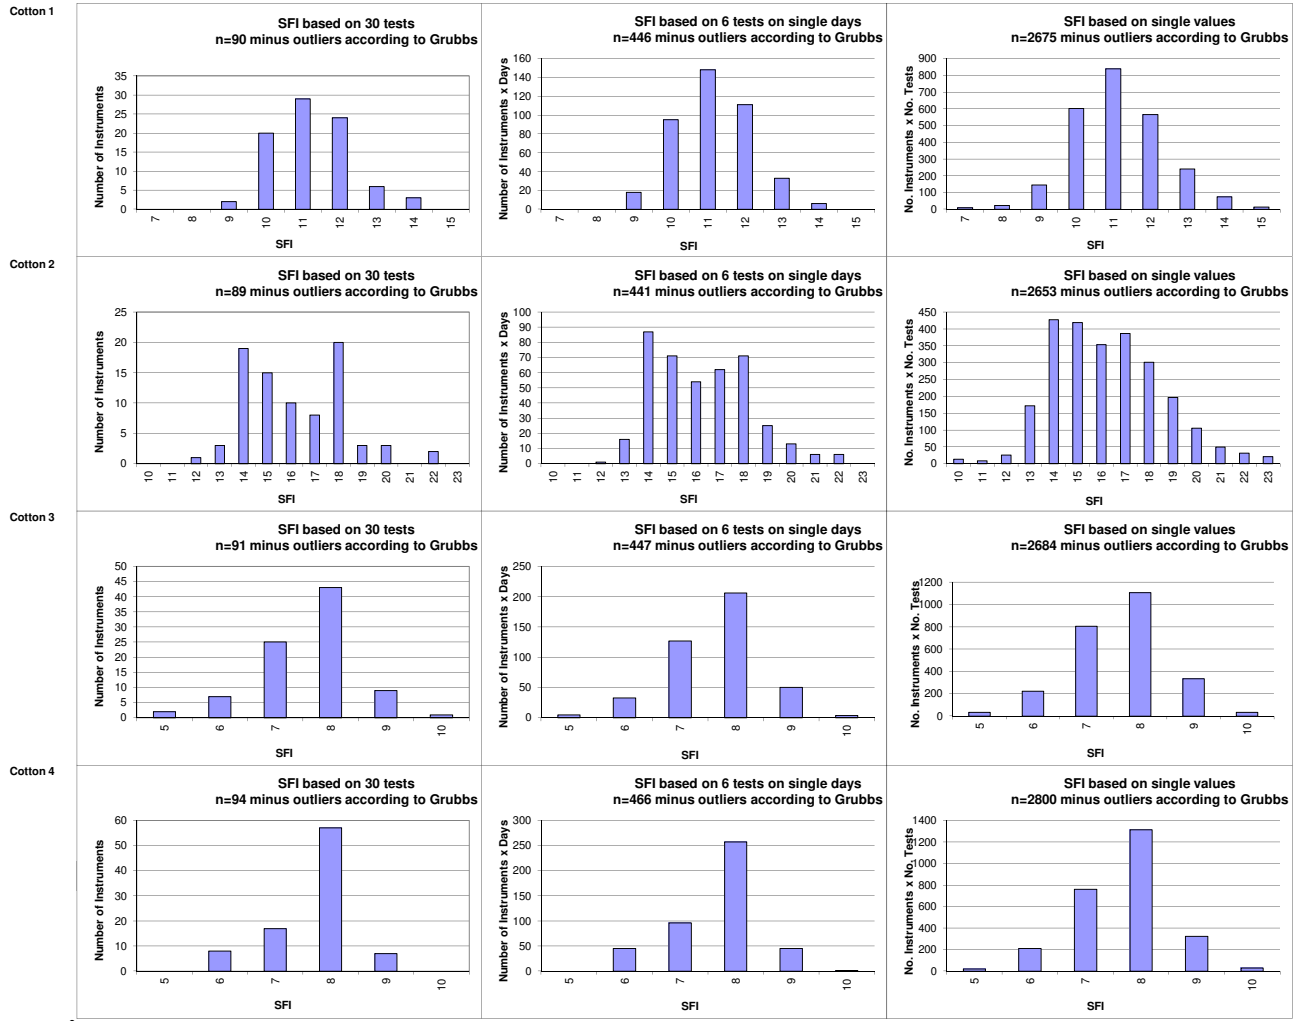 Cotton 1
SFI based on 30 tests
n=90 minus outliers according to Grubbs
Number of Instruments
35
30
25
20
15
10
5
0
7 8 9 10 11 12 13 14 15
SFI
SFI based on 6 tests on single days
n=446 minus outliers according to Grubbs
Number of Instruments x Days
160
140
120
100
80
60
40
20
0
7 8 9 10 11 12 13 14 15
SFI
SFI based on single values
n=2675 minus outliers according to Grubbs
No. Instruments x No. Tests
900
800
700
600
500
400
300
200
100
0
7 8 9 10 11 12 13 14 15
SFI
Cotton 2
SFI based on 30 tests
n=89 minus outliers according to Grubbs
Number of Instruments
25
20
15
10
5
0
10 11 12 13 14 15 16 17 18 19 20 21 22 23
SFI
SFI based on 6 tests on single days
n=441 minus outliers according to Grubbs
Number of Instruments x Days
100
90
80
70
60
50
40
30
20
10
0
10 11 12 13 14 15 16 17 18 19 20 21 22 23
SFI
SFI based on single values
n=2653 minus outliers according to Grubbs
No. Instruments x No. Tests
450
400
350
300
250
200
150
100
50
0
10 11 12 13 14 15 16 17 18 19 20 21 22 23
SFI
Cotton 3
SFI based on 30 tests
n=91 minus outliers according to Grubbs
Number of Instruments
50
45
40
35
30
25
20
15
10
5
0
5 6 7 8 9 10
SFI
SFI based on 6 tests on single days
n=447 minus outliers according to Grubbs
Number of Instruments x Days
250
200
150
100
50
0
5 6 7 8 9 10
SFI
SFI based on single values
n=2684 minus outliers according to Grubbs
No. Instruments x No. Tests
1200
1000
800
600
400
200
0
5 6 7 8 9 10
SFI
Cotton 4
SFI based on 30 tests
n=94 minus outliers according to Grubbs
Number of Instruments
60
50
40
30
20
10
0
5 6 7 8 9 10
SFI
SFI based on 6 tests on single days
n=466 minus outliers according to Grubbs
Number of Instruments x Days
300
250
200
150
100
50
0
5 6 7 8 9 10
SFI
SFI based on single values
n=2800 minus outliers according to Grubbs
No. Instruments x No. Tests
1400
1200
1000
800
600
400
200
0
5 6 7 8 9 10
SFI